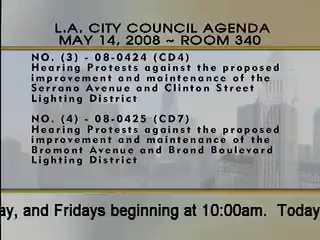 L.A. CITY COUNCIL AGENDA
MAY 14, 2008 ~ ROOM 340
NO. (3) - 08-0424 (CD4)
Hearing Protests against the proposed
improvement and maintenance of the
Serrano Avenue and Clinton Street
Lighting District
NO. (4) - 08-0425 (CD7)
Hearing Protests against the proposed
improvement and maintenance of the
Bromont Avenue and Brand Boulevard
Lighting District
ay, and Fridays beginning at 10:00am. Today